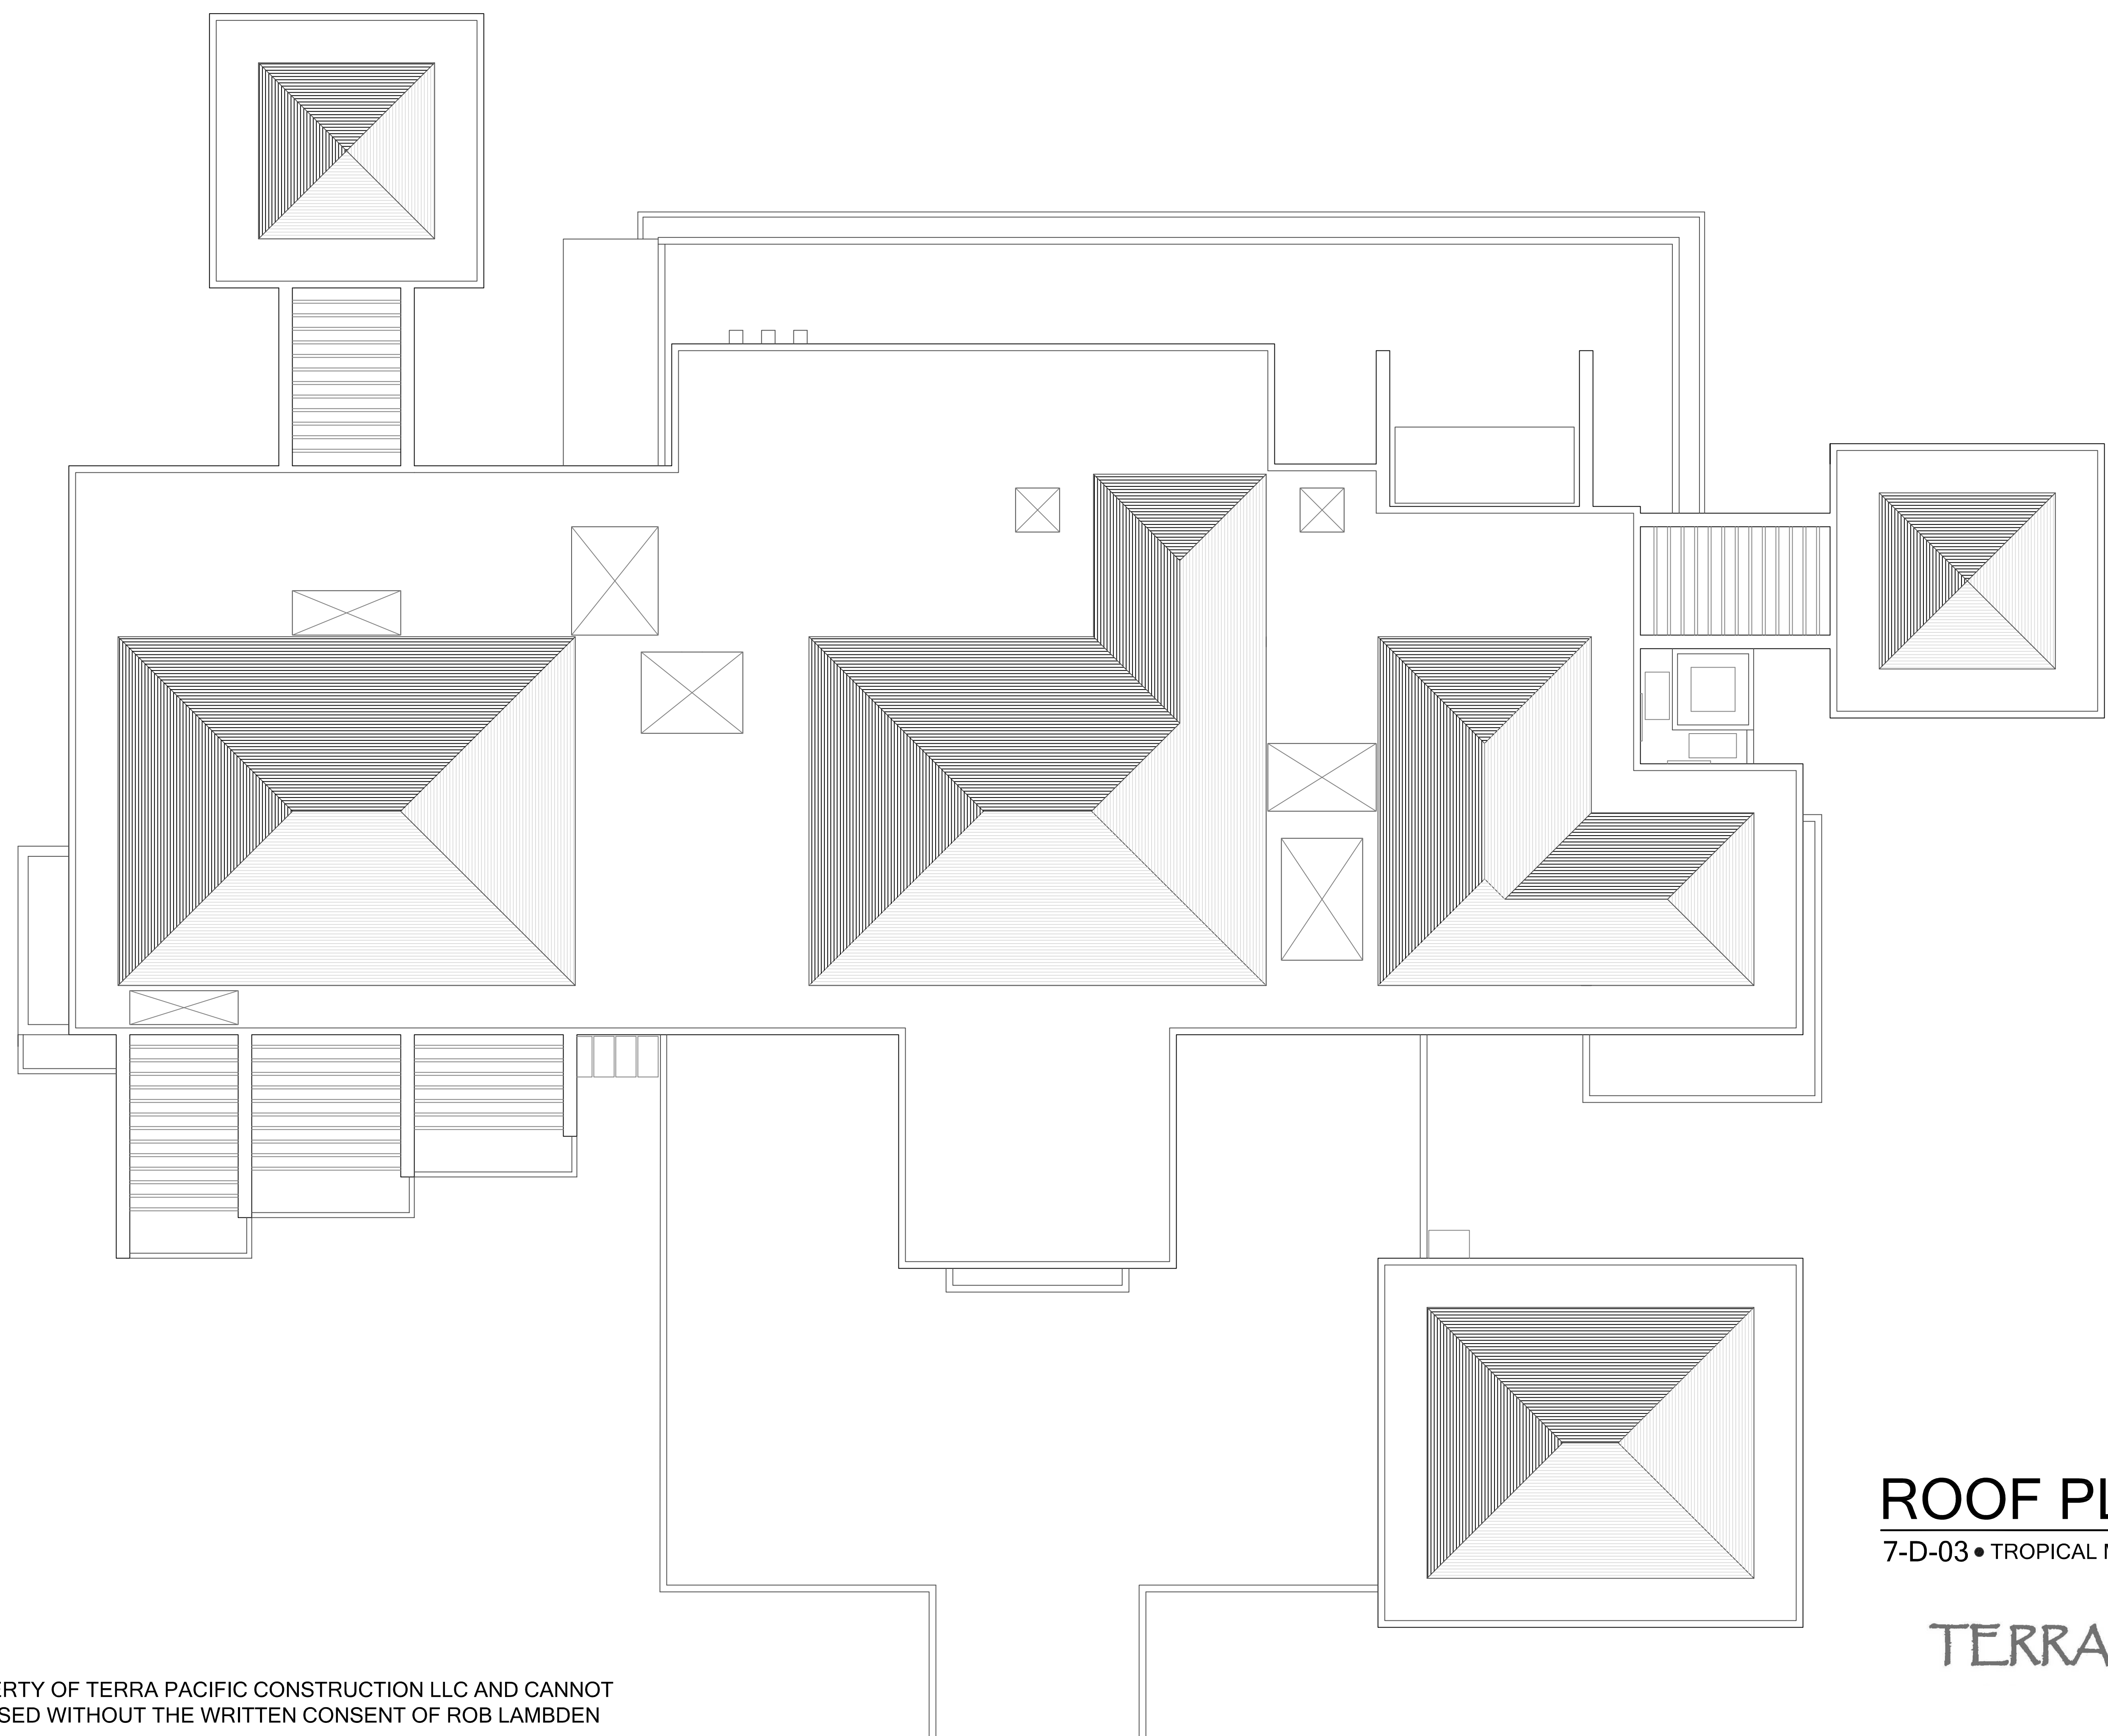 ROOF PL
7-D-03 • TROPICAL M
TERRA
ERTY OF TERRA PACIFIC CONSTRUCTION LLC AND CANNOT
SED WITHOUT THE WRITTEN CONSENT OF ROB LAMBDEN